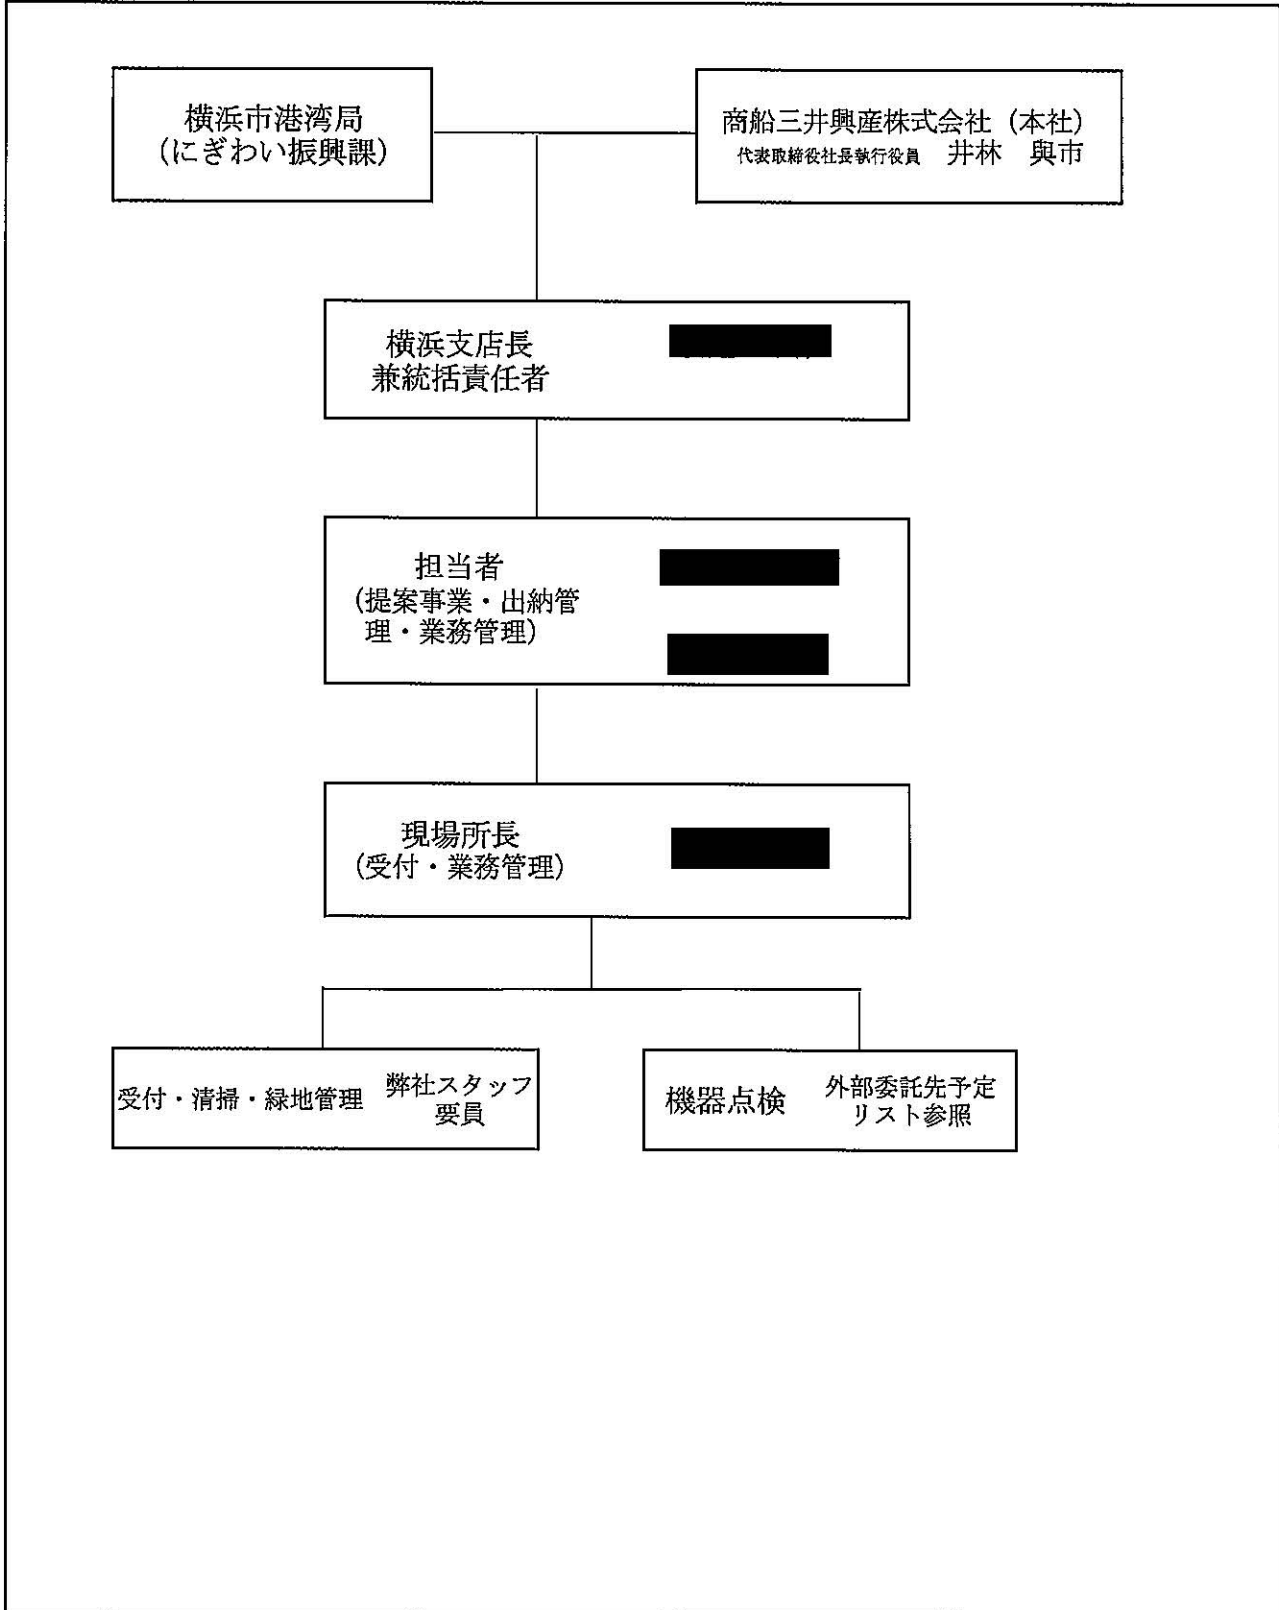 横浜市港湾局
(にぎわい振興課)
商船三井興産株式会社（本社）
代表取締役社長執行役員　井林　與市
横浜支店長
兼統括責任者
担当者
(提案事業・出納管
理・業務管理)
現場所長
(受付・業務管理)
受付・清掃・緑地管理
弊社スタッフ
要員
機器点検
外部委託先予定
リスト参照